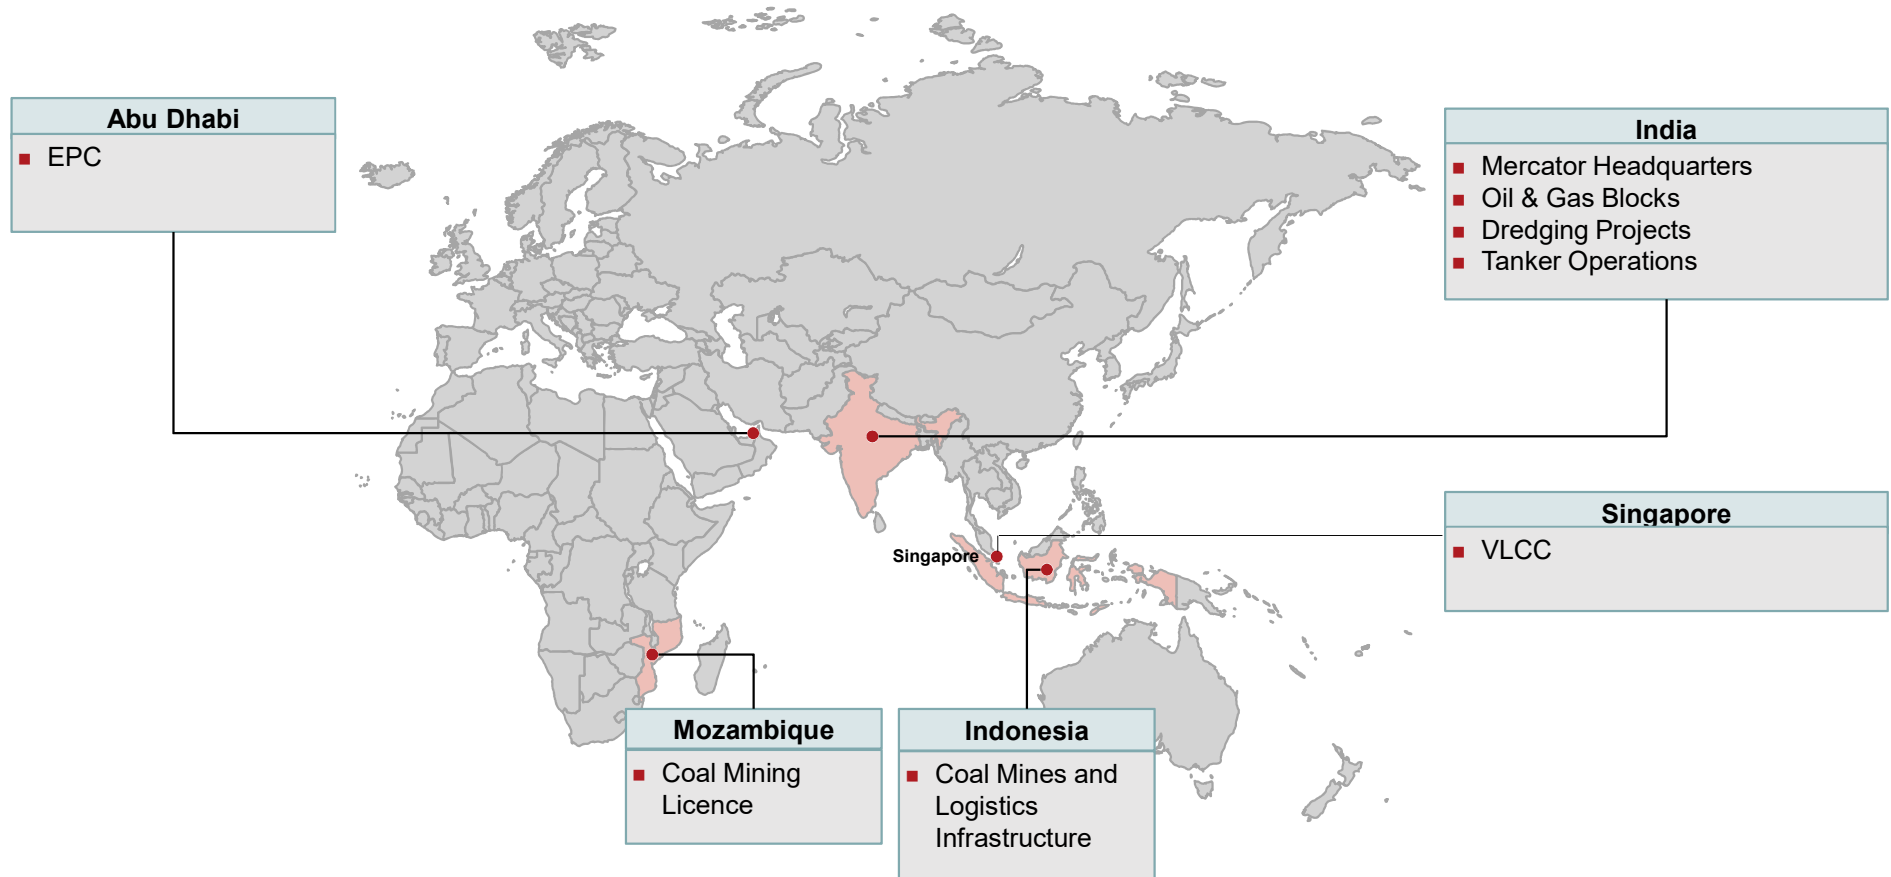 Abu Dhabi
EPC
India
Mercator Headquarters
Oil & Gas Blocks
Dredging Projects
Tanker Operations
Singapore
VLCC
Singapore
Mozambique
Coal Mining
Licence
Indonesia
Coal Mines and
Logistics
Infrastructure